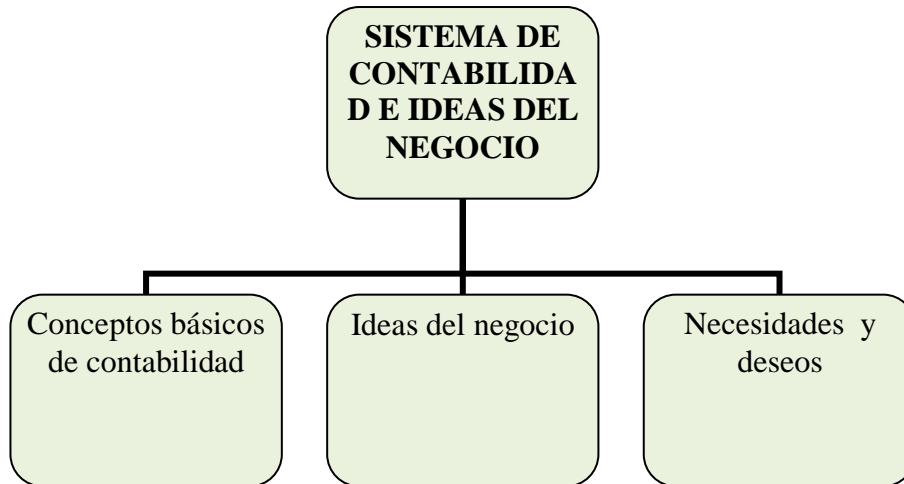 SISTEMA DE
CONTABILIDA
D E IDEAS DEL
NEGOCIO
Conceptos básicos
de contabilidad
Ideas del negocio
Necesidades y
deseos